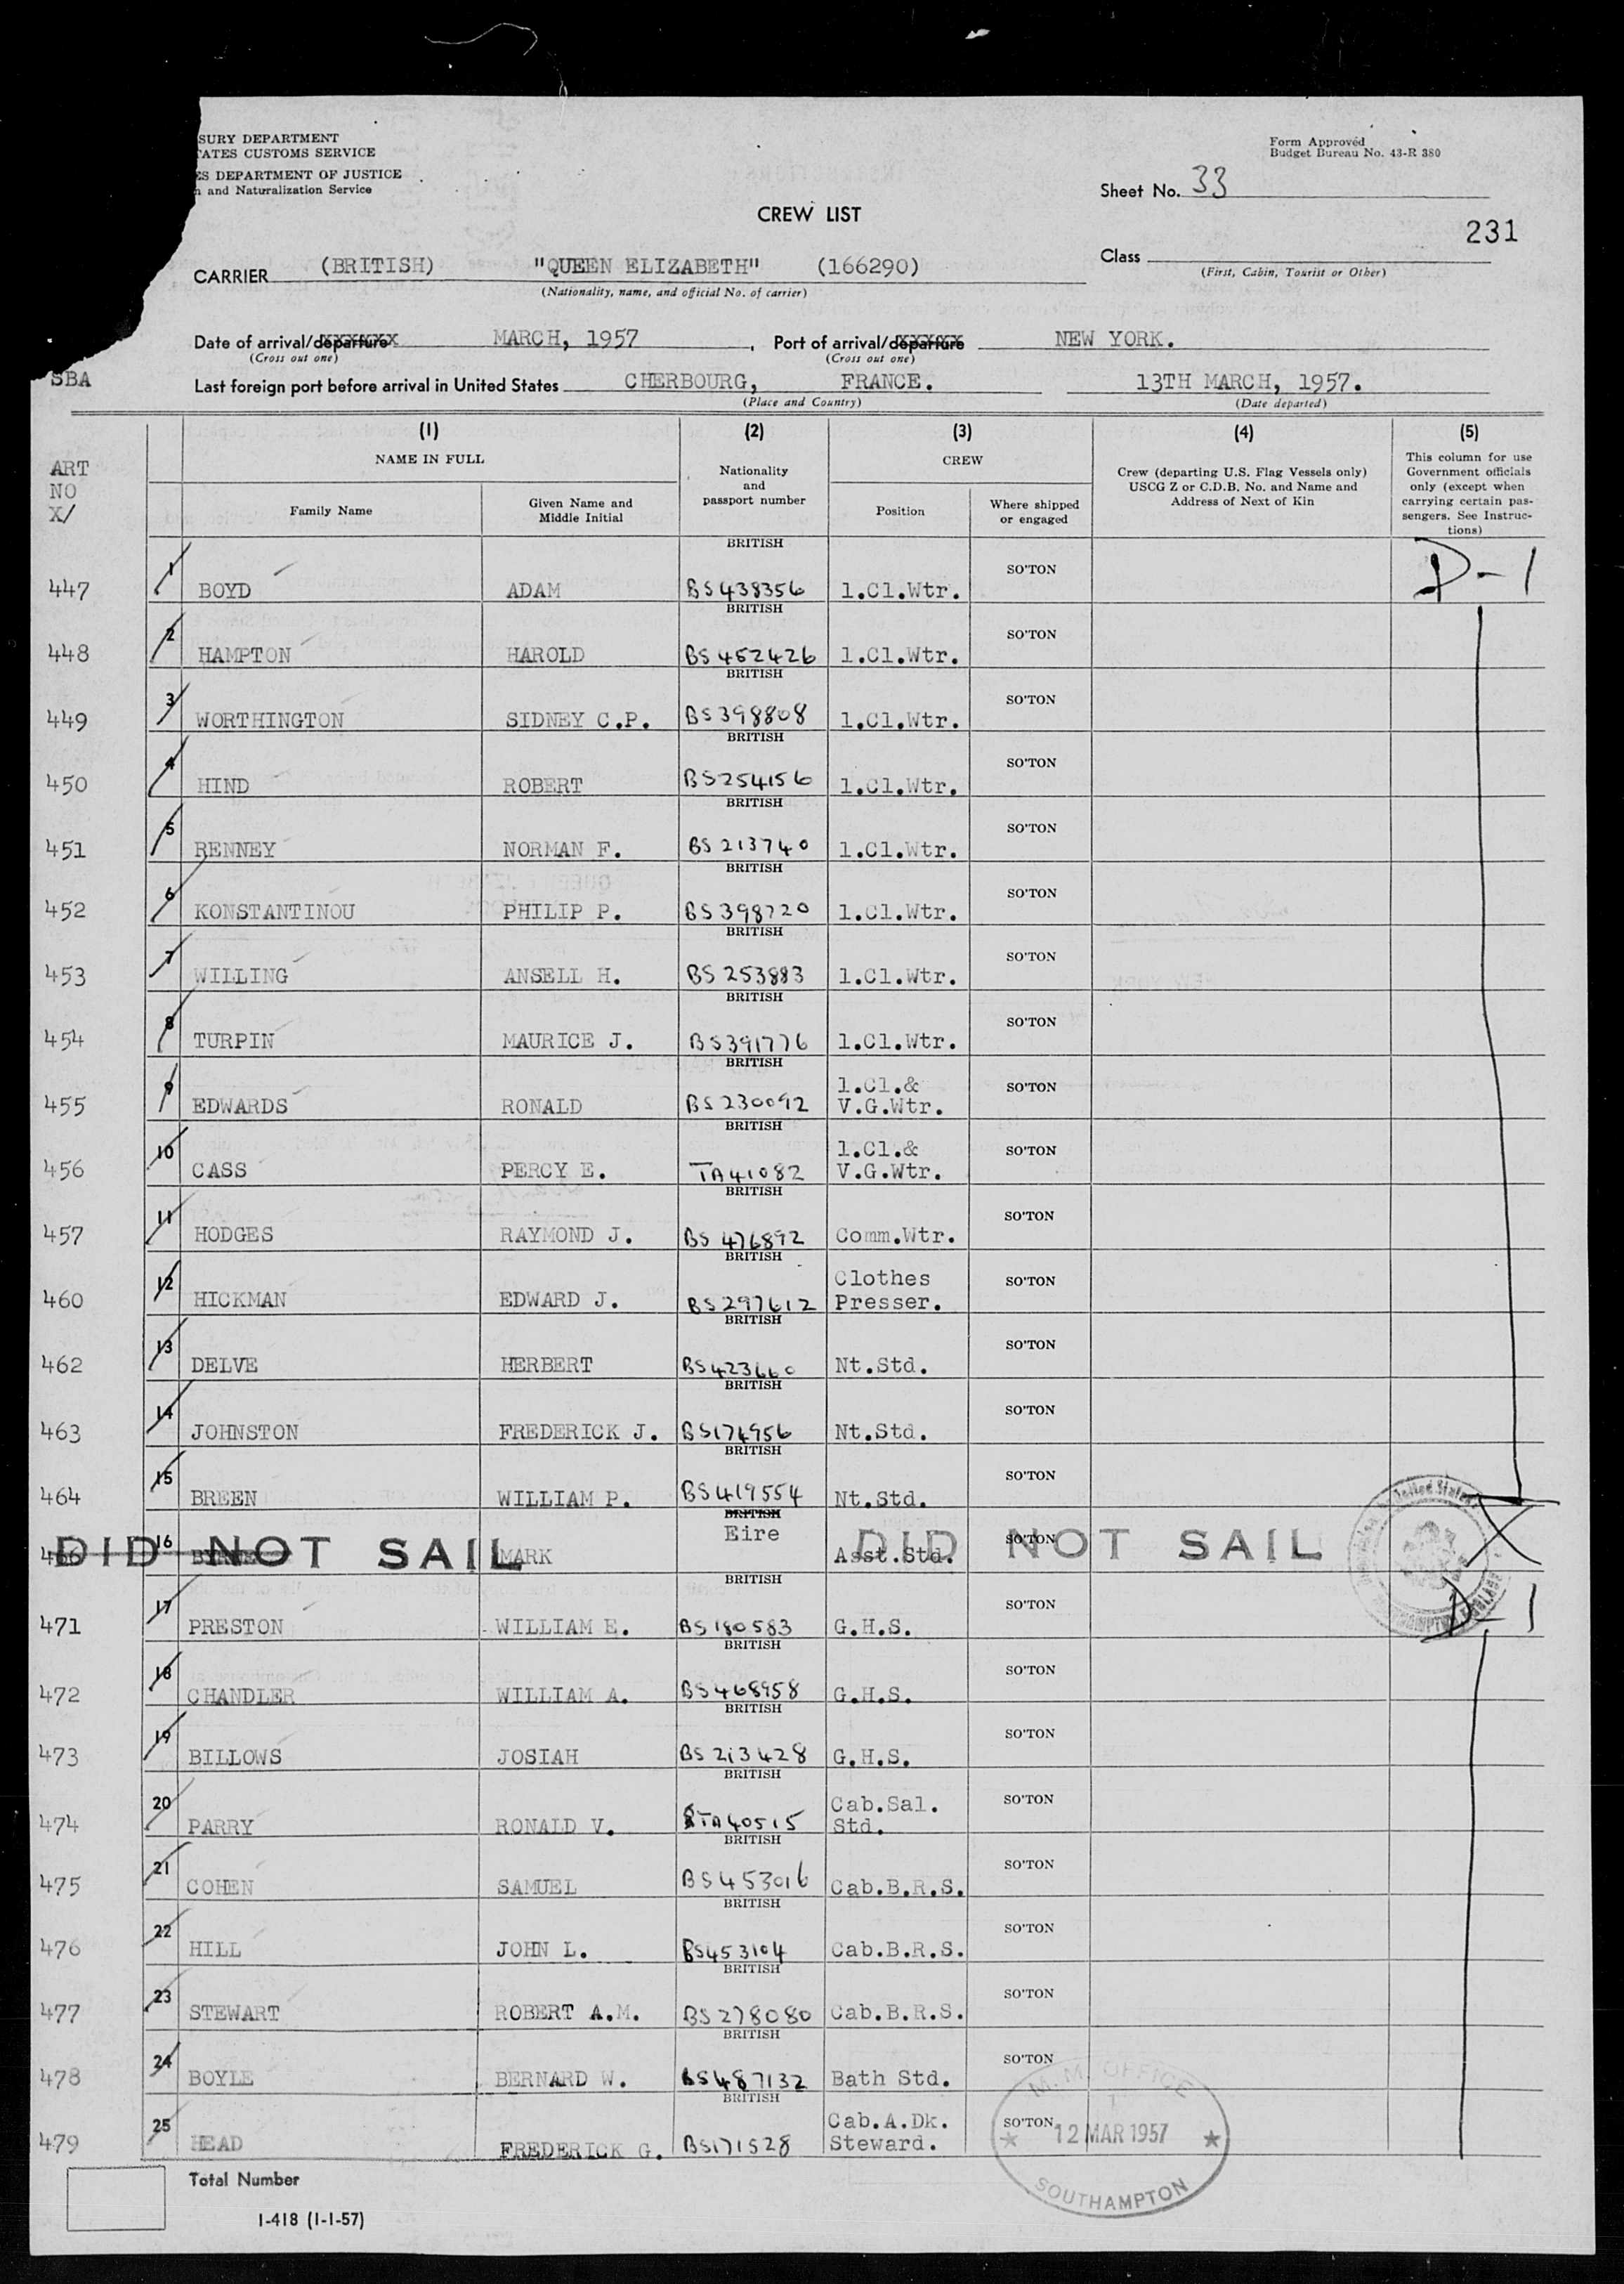 SURY DEPARTMENT
TATES CUSTOMS SERVICE
ES DEPARTMENT OF JUSTICE
n and Naturalization Service
Form Approved
Budget Bureau No. 43-R 380
Sheet No. 33
CREW LIST
231
CARRIER (BRITISH) "QUEEN ELIZABETH" (166290)
(Nationality, name, and official No. of carrier)
Class
(First, Cabin, Tourist or Other)
Date of arrival/departure MARCH, 1957, Port of arrival/departure NEW YORK.
(Cross out one) (Cross out one)
SBA
Last foreign port before arrival in United States CHERBOURG, FRANCE. 13TH MARCH, 1957.
(Place and Country) (Date departed)
(1) (2) (3) (4) (5)
ART NO X/
NAME IN FULL
Family Name
Given Name and Middle Initial
Nationality and passport number
CREW
Position
Where shipped or engaged
Crew (departing U.S. Flag Vessels only) USCG Z or C.D.B. No. and Name and Address of Next of Kin
This column for use Government officials only (except when carrying certain passengers. See Instructions)
447 1 BOYD ADAM BRITISH BS438356 1.Cl.Wtr. SO'TON D-1
448 2 HAMPTON HAROLD BRITISH BS452426 1.Cl.Wtr. SO'TON
449 3 WORTHINGTON SIDNEY C.P. BRITISH BS398808 1.Cl.Wtr. SO'TON
450 4 HIND ROBERT BRITISH BS254156 1.Cl.Wtr. SO'TON
451 5 RENNEY NORMAN F. BRITISH BS213740 1.Cl.Wtr. SO'TON
452 6 KONSTANTINOU PHILIP P. BRITISH BS398720 1.Cl.Wtr. SO'TON
453 7 WILLING ANSELL H. BRITISH BS253883 1.Cl.Wtr. SO'TON
454 8 TURPIN MAURICE J. BRITISH BS391776 1.Cl.Wtr. SO'TON
455 9 EDWARDS RONALD BRITISH BS230092 1.Cl.& V.G.Wtr. SO'TON
456 10 CASS PERCY E. BRITISH TA41082 1.Cl.& V.G.Wtr. SO'TON
457 11 HODGES RAYMOND J. BRITISH BS476892 Comm.Wtr. SO'TON
460 12 HICKMAN EDWARD J. BRITISH BS297612 Clothes Presser. SO'TON
462 13 DELVE HERBERT BRITISH BS423660 Nt.Std. SO'TON
463 14 JOHNSTON FREDERICK J. BRITISH BS174956 Nt.Std. SO'TON
464 15 BREEN WILLIAM P. BRITISH BS419554 Nt.Std. SO'TON
16 MARK BRITISH Eire Asst.Std. SO'TON X
DID NOT SAIL DID NOT SAIL
471 17 PRESTON WILLIAM E. BRITISH BS180583 G.H.S. SO'TON D-1
472 18 CHANDLER WILLIAM A. BRITISH BS468958 G.H.S. SO'TON
473 19 BILLOWS JOSIAH BRITISH BS213428 G.H.S. SO'TON
474 20 PARRY RONALD V. BRITISH TA40515 Cab.Sal. Std. SO'TON
475 21 COHEN SAMUEL BRITISH BS453016 Cab.B.R.S. SO'TON
476 22 HILL JOHN L. BRITISH BS453104 Cab.B.R.S. SO'TON
477 23 STEWART ROBERT A.M. BRITISH BS278080 Cab.B.R.S. SO'TON
478 24 BOYLE BERNARD W. BRITISH BS487132 Bath Std. SO'TON
479 25 HEAD FREDERICK G. BRITISH BS171528 Cab.A.Dk. Steward. SO'TON
M.M. OFFICE
1
12 MAR 1957
SOUTHAMPTON
Total Number
I-418 (1-1-57)